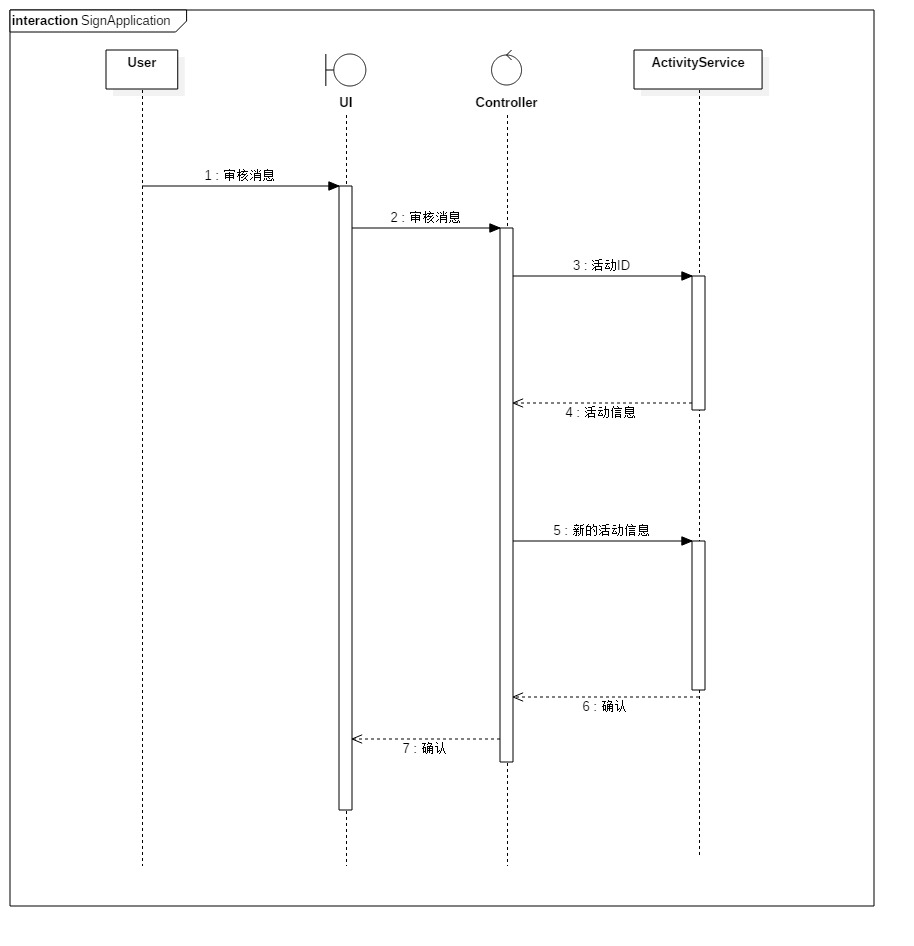 interaction SignApplication
User
UI
Controller
ActivityService
1 : 审核消息
2 : 审核消息
3 : 活动ID
4 : 活动信息
5 : 新的活动信息
6 : 确认
7 : 确认